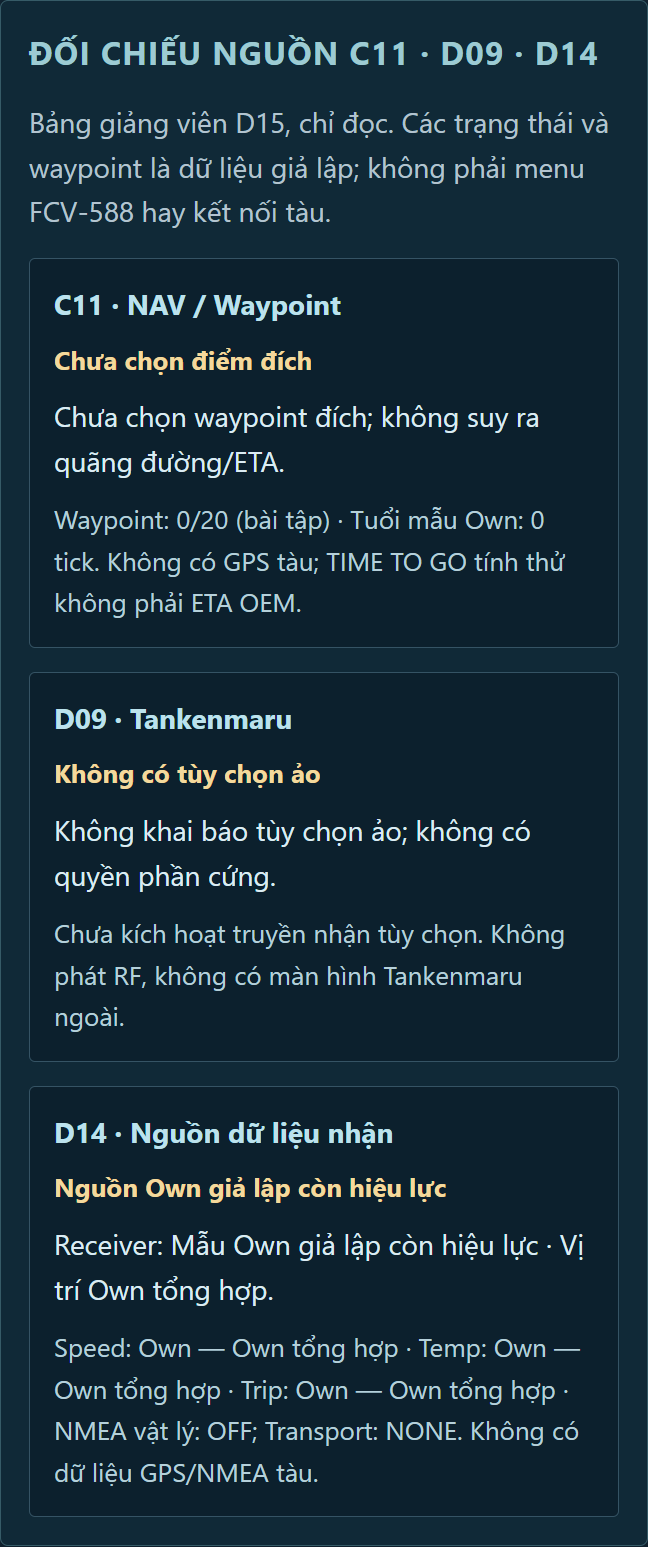 ĐỐI CHIẾU NGUỒN C11 · D09 · D14
Bảng giảng viên D15, chỉ đọc. Các trạng thái và
waypoint là dữ liệu giả lập; không phải menu
FCV-588 hay kết nối tàu.
C11 · NAV / Waypoint
Chưa chọn điểm đích
Chưa chọn waypoint đích; không suy ra
quãng đường/ETA.
Waypoint: 0/20 (bài tập) · Tuổi mẫu Own: 0
tick. Không có GPS tàu; TIME TO GO tính thử
không phải ETA OEM.
D09 · Tankenmaru
Không có tùy chọn ảo
Không khai báo tùy chọn ảo; không có
quyền phần cứng.
Chưa kích hoạt truyền nhận tùy chọn. Không
phát RF, không có màn hình Tankenmaru
ngoài.
D14 · Nguồn dữ liệu nhận
Nguồn Own giả lập còn hiệu lực
Receiver: Mẫu Own giả lập còn hiệu lực · Vị
trí Own tổng hợp.
Speed: Own — Own tổng hợp · Temp: Own —
Own tổng hợp · Trip: Own — Own tổng hợp ·
NMEA vật lý: OFF; Transport: NONE. Không có
dữ liệu GPS/NMEA tàu.